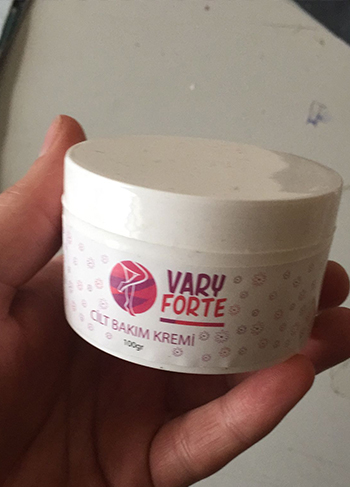 VARY
FORTE
CİLT BAKIM KREMİ
100gr